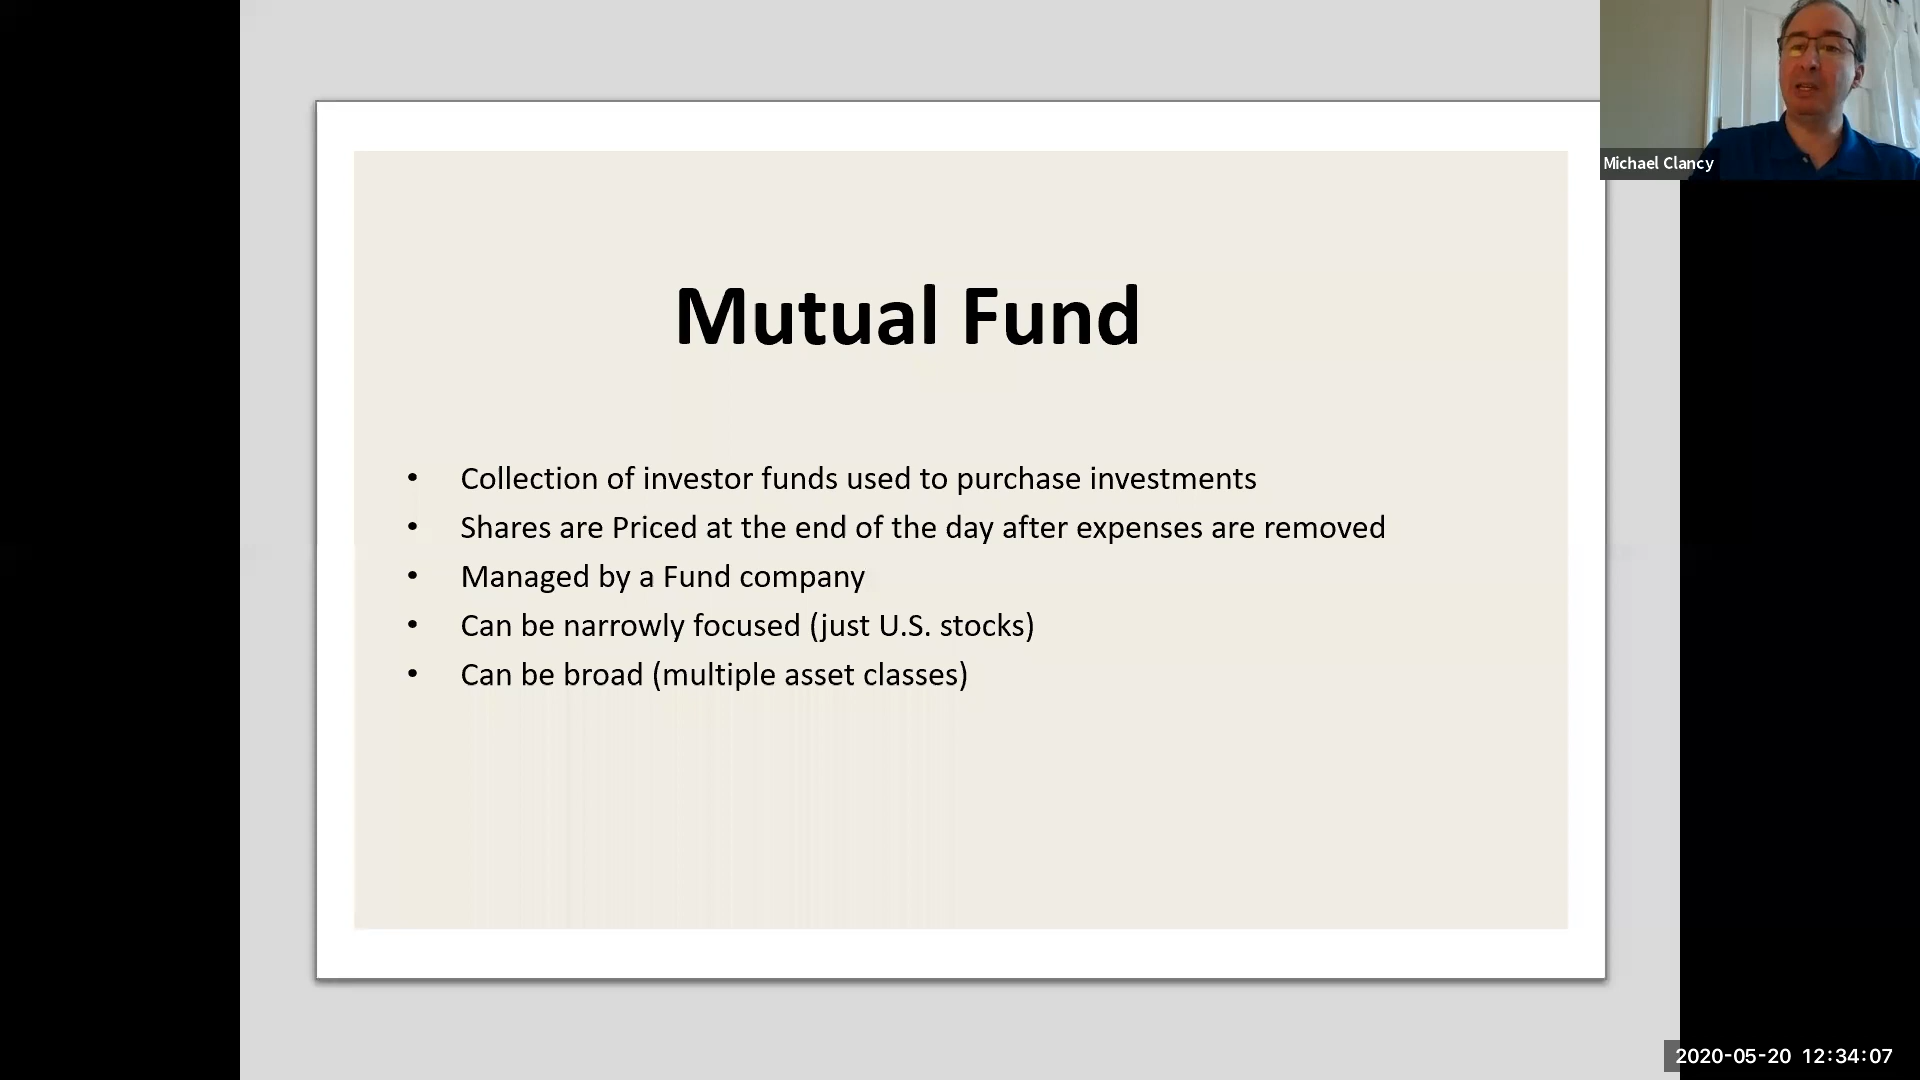 Michael Clancy
Mutual Fund
• Collection of investor funds used to purchase investments
• Shares are Priced at the end of the day after expenses are removed
• Managed by a Fund company
• Can be narrowly focused (just U.S. stocks)
• Can be broad (multiple asset classes)
2020-05-20 12:34:07